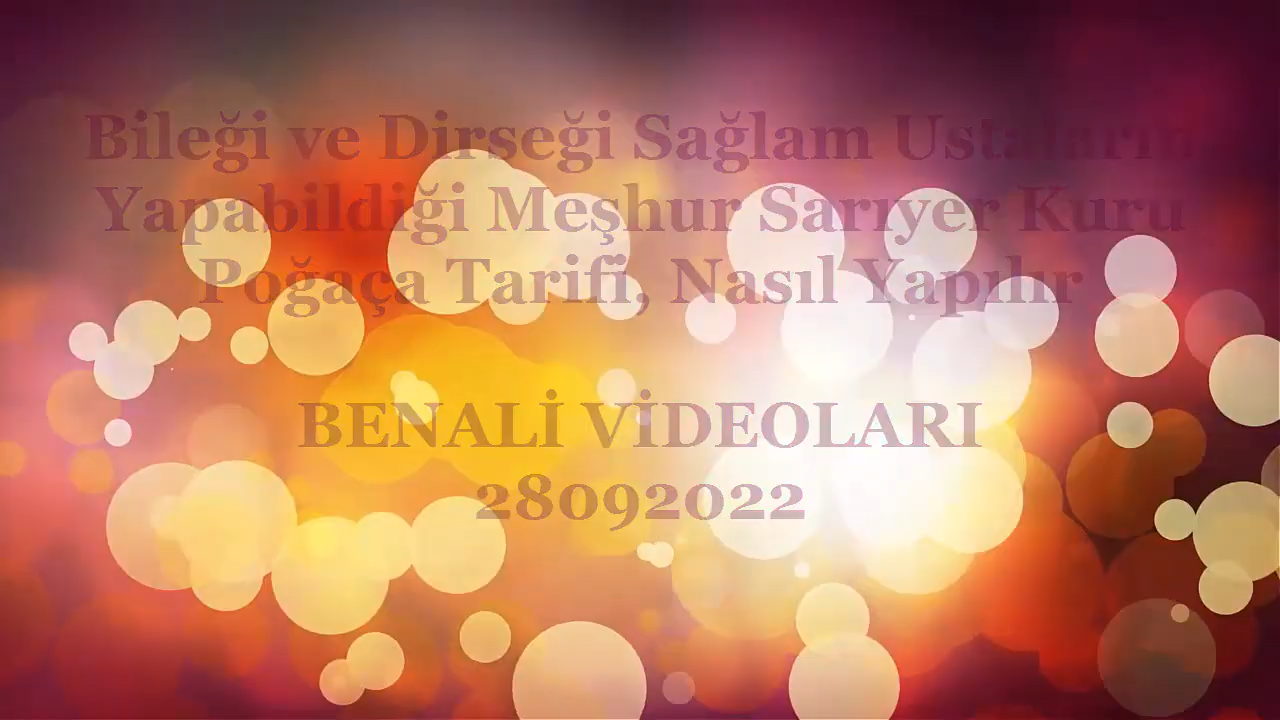 Bileği ve Dirseği Sağlam Ustaların
Yapabildiği Meşhur Sarıyer Kuru
Poğaça Tarifi, Nasıl Yapılır
BENALİ VİDEOLARI
28092022